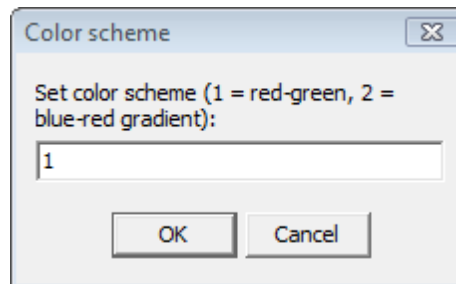 Color scheme
Set color scheme (1 = red-green, 2 =
blue-red gradient):
1
OK
Cancel